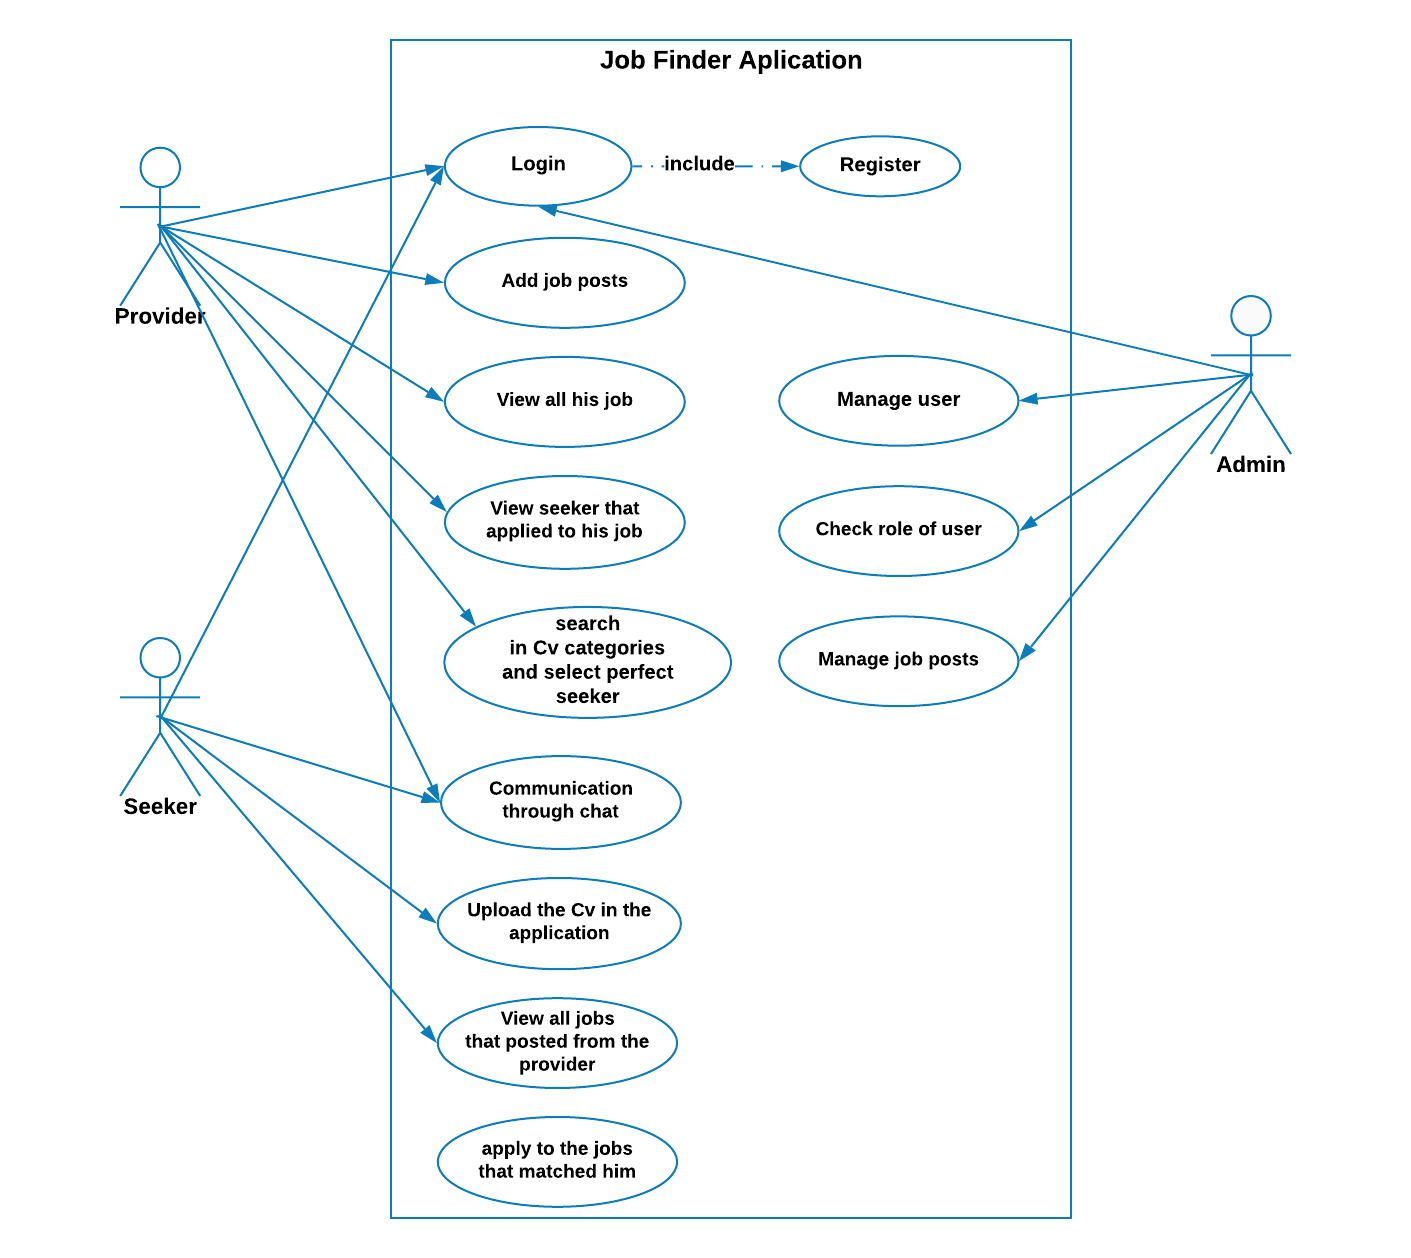 Job Finder Aplication
Login
include
Register
Provider
Add job posts
View all his job
Manage user
Admin
View seeker that
applied to his job
Check role of user
search
in Cv categories
and select perfect
seeker
Manage job posts
Seeker
Communication
through chat
Upload the Cv in the
application
View all jobs
that posted from the
provider
apply to the jobs
that matched him